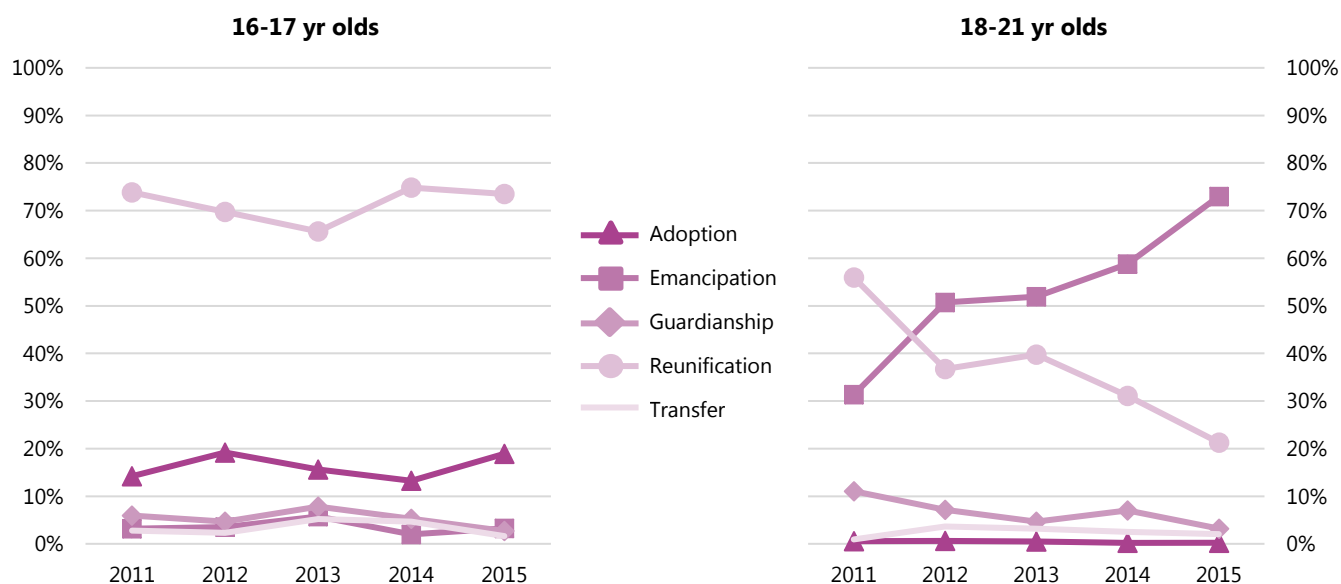 16-17 yr olds
18-21 yr olds
100%
90%
80%
70%
60%
50%
40%
30%
20%
10%
0%
2011 2012 2013 2014 2015
Adoption
Emancipation
Guardianship
Reunification
Transfer
100%
90%
80%
70%
60%
50%
40%
30%
20%
10%
0%
2011 2012 2013 2014 2015